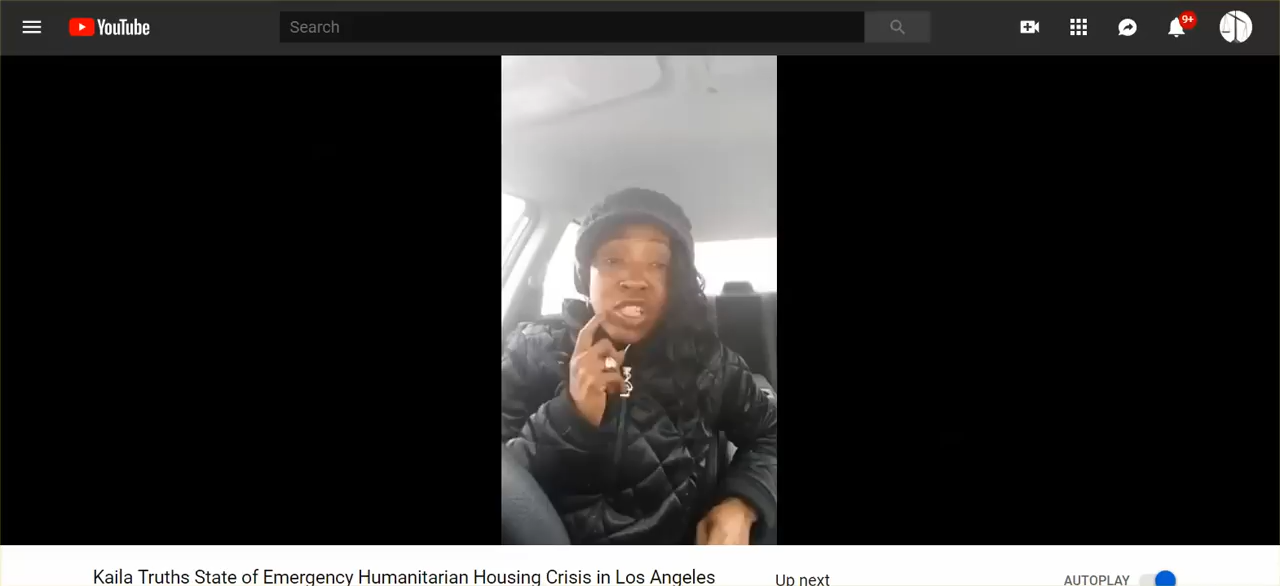 YouTube
Search
9+
Kaila Truths State of Emergency Humanitarian Housing Crisis in Los Angeles
Up next
AUTOPLAY